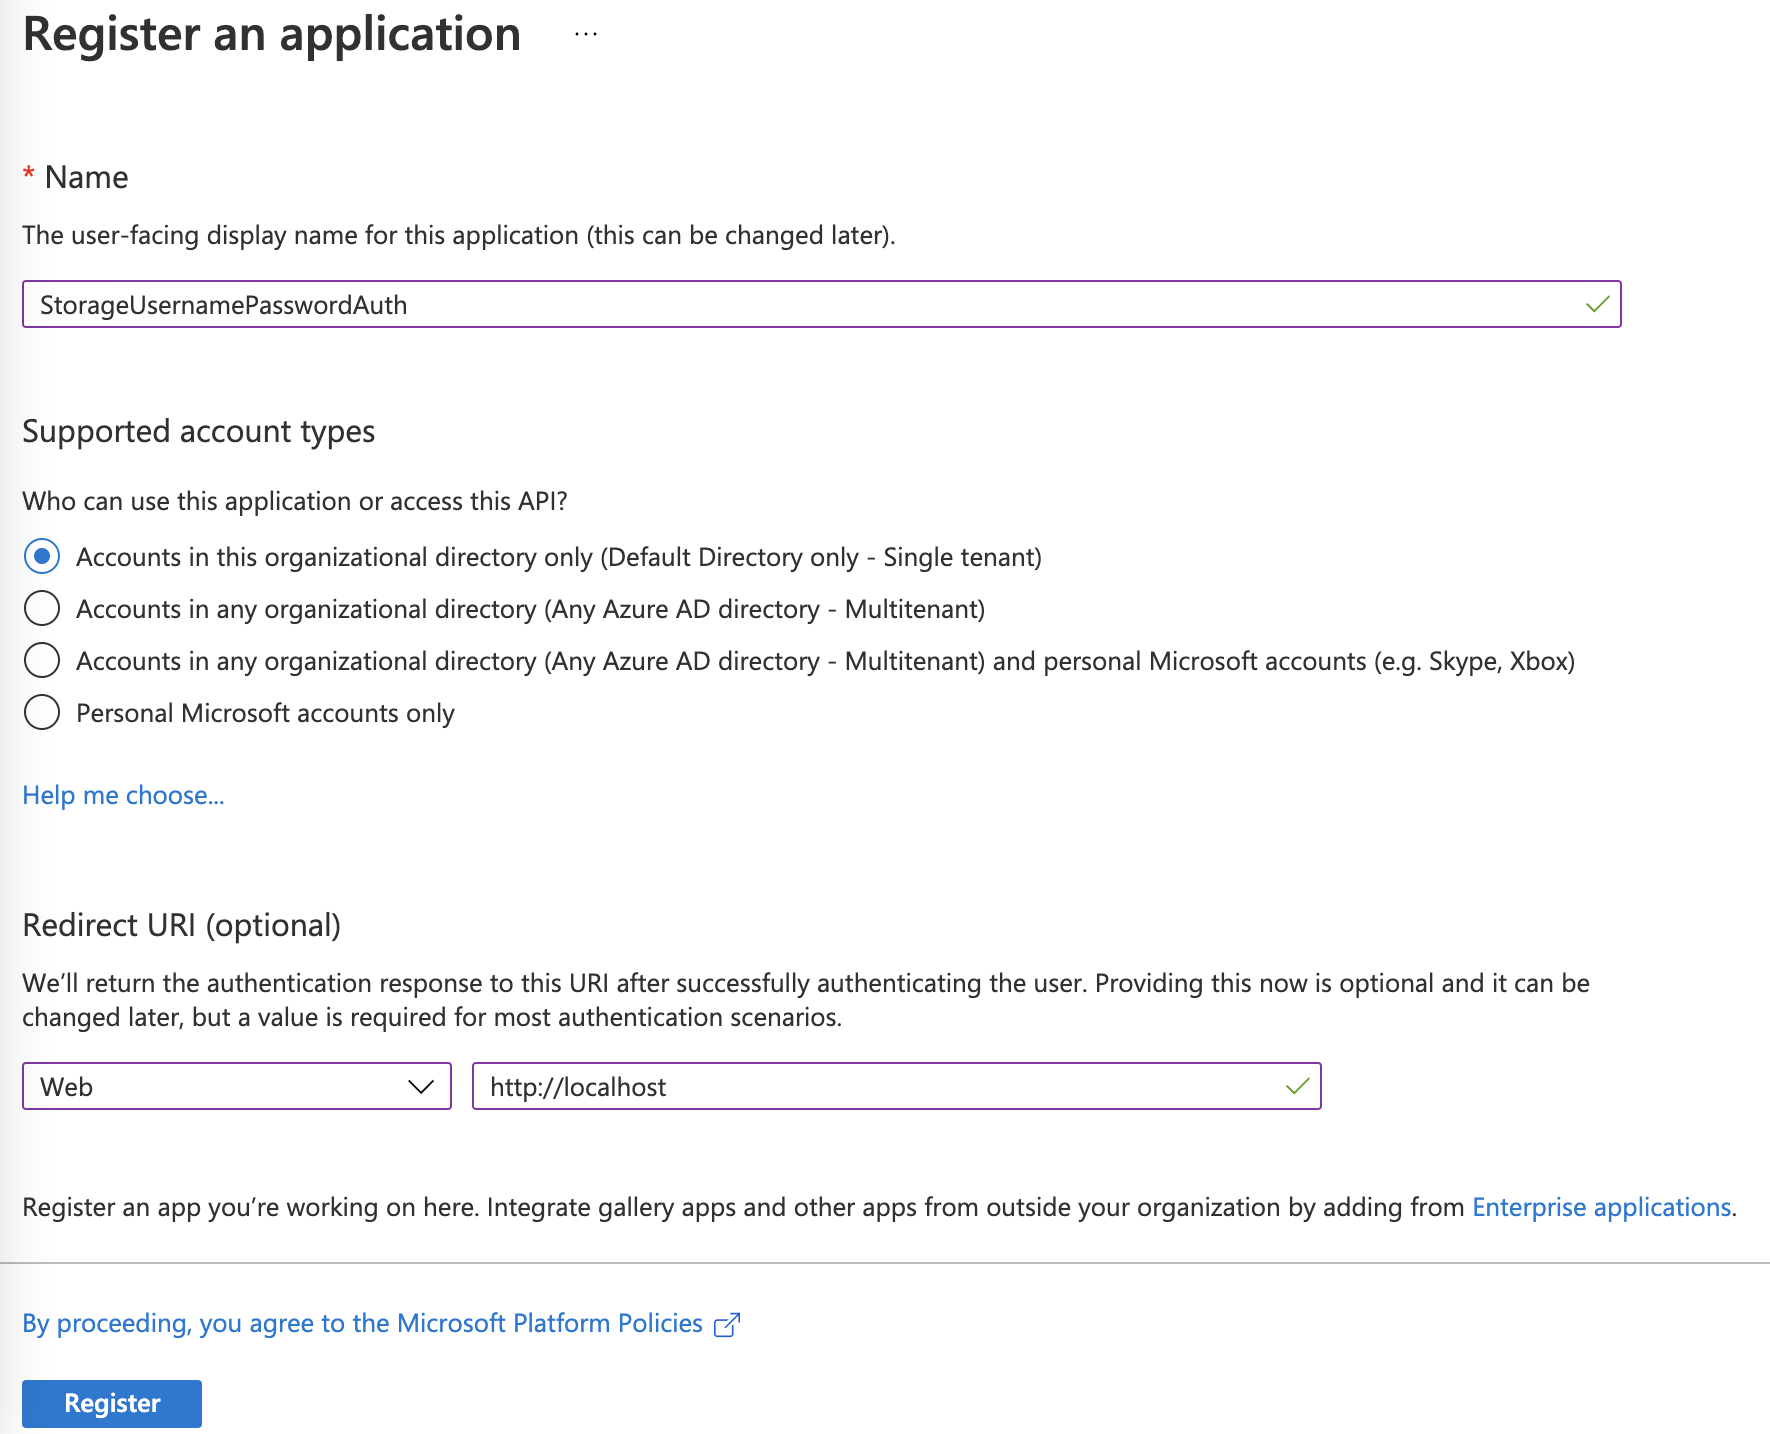 Register an application ...
* Name
The user-facing display name for this application (this can be changed later).
StorageUsernamePasswordAuth
Supported account types
Who can use this application or access this API?
Accounts in this organizational directory only (Default Directory only - Single tenant)
Accounts in any organizational directory (Any Azure AD directory - Multitenant)
Accounts in any organizational directory (Any Azure AD directory - Multitenant) and personal Microsoft accounts (e.g. Skype, Xbox)
Personal Microsoft accounts only
Help me choose...
Redirect URI (optional)
We’ll return the authentication response to this URI after successfully authenticating the user. Providing this now is optional and it can be
changed later, but a value is required for most authentication scenarios.
Web http://localhost
Register an app you’re working on here. Integrate gallery apps and other apps from outside your organization by adding from Enterprise applications.
By proceeding, you agree to the Microsoft Platform Policies
Register